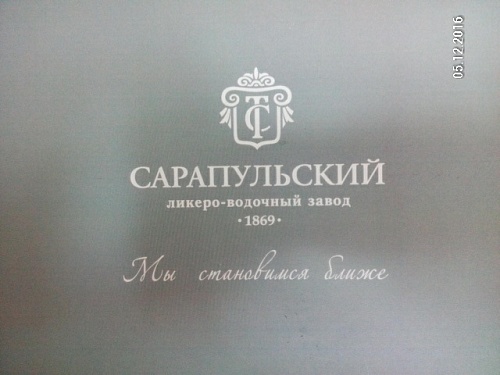 05.12.2016
ТС
САРАПУЛЬСКИЙ
ликеро-водочный завод
·1869·
Мы становимся ближе